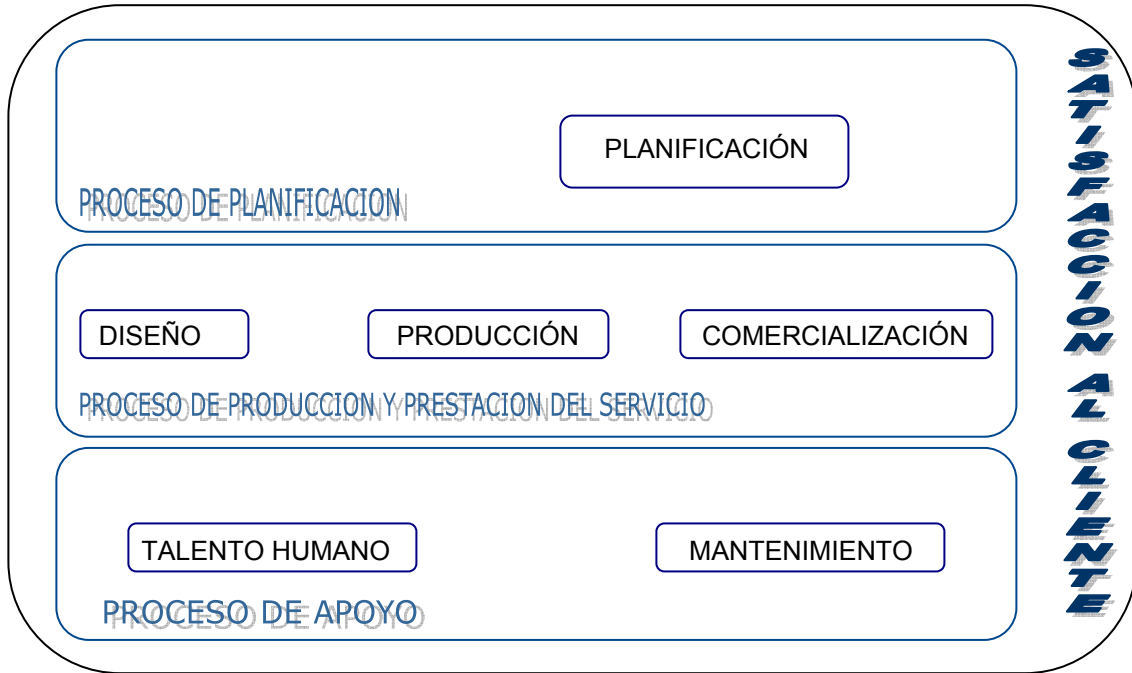 PLANIFICACIÓN
PROCESO DE PLANIFICACION
DISEÑO
PRODUCCIÓN
COMERCIALIZACIÓN
PROCESO DE PRODUCCION Y PRESTACION DEL SERVICIO
TALENTO HUMANO
MANTENIMIENTO
PROCESO DE APOYO
SATISFACCION AL CLIENTE